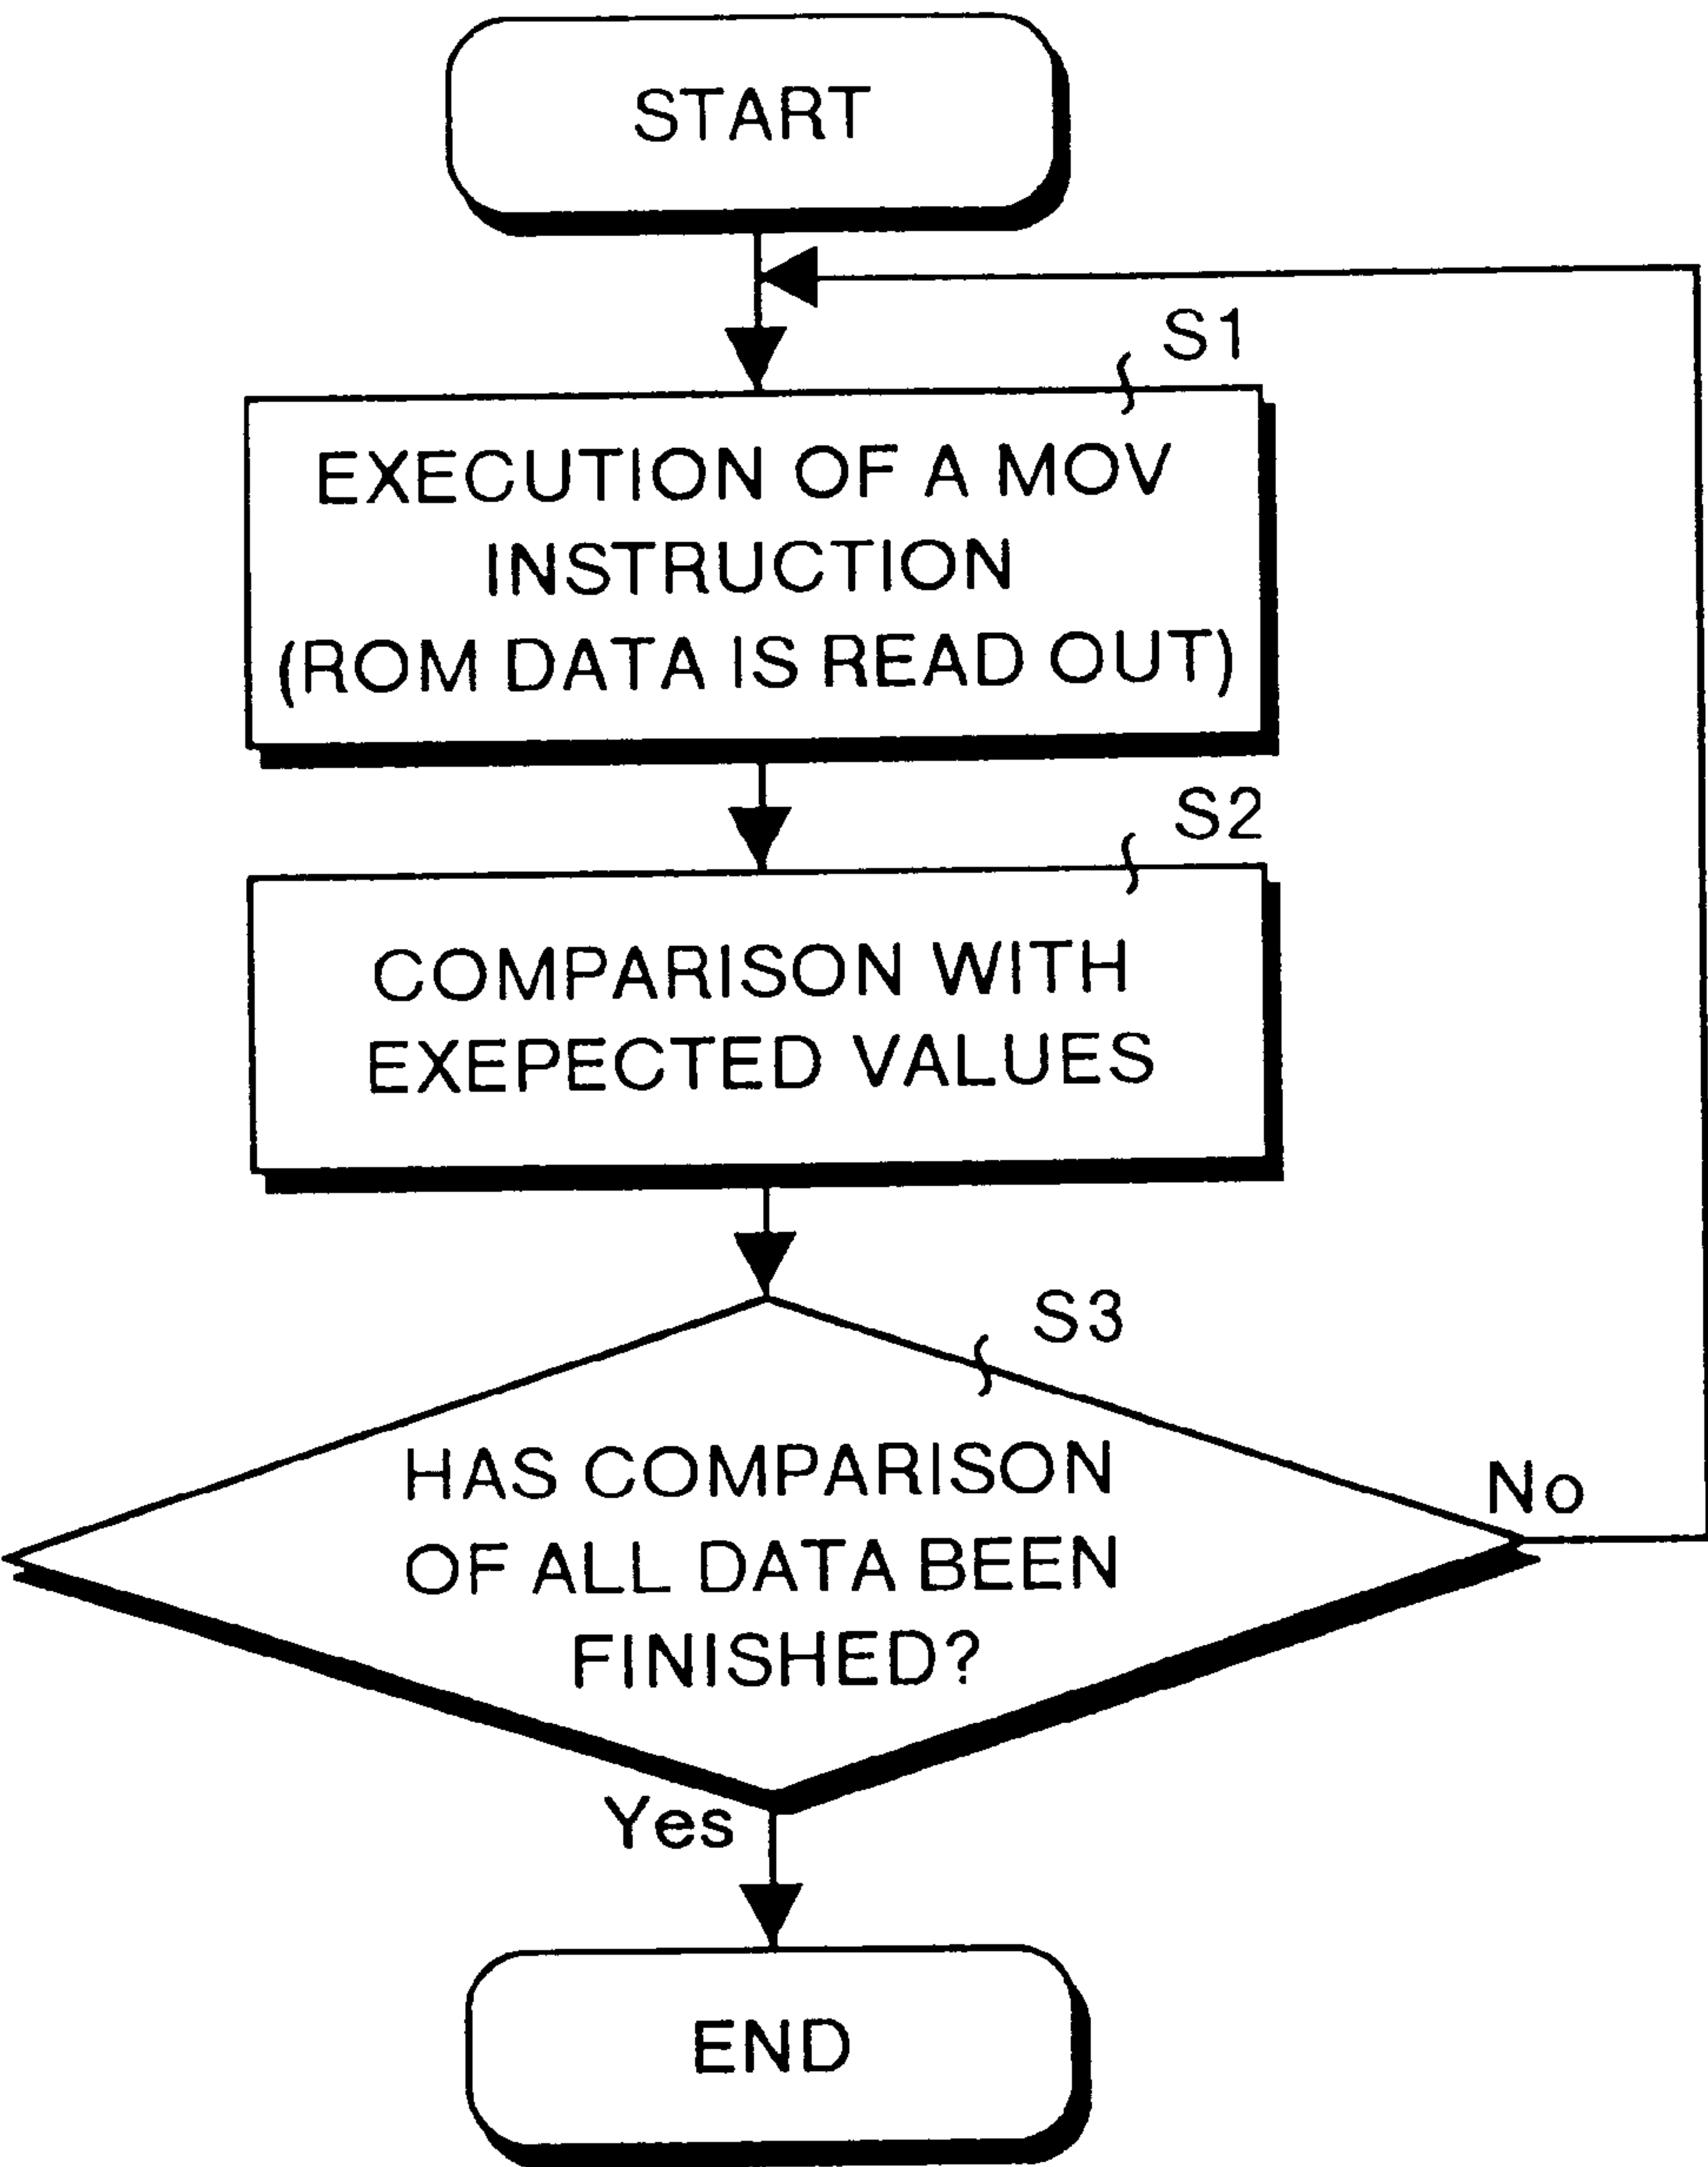 START
S1
EXECUTION OF A MOV
INSTRUCTION
(ROM DATA IS READ OUT)
S2
COMPARISON WITH
EXEPECTED VALUES
S3
HAS COMPARISON
OF ALL DATA BEEN
FINISHED?
No
Yes
END